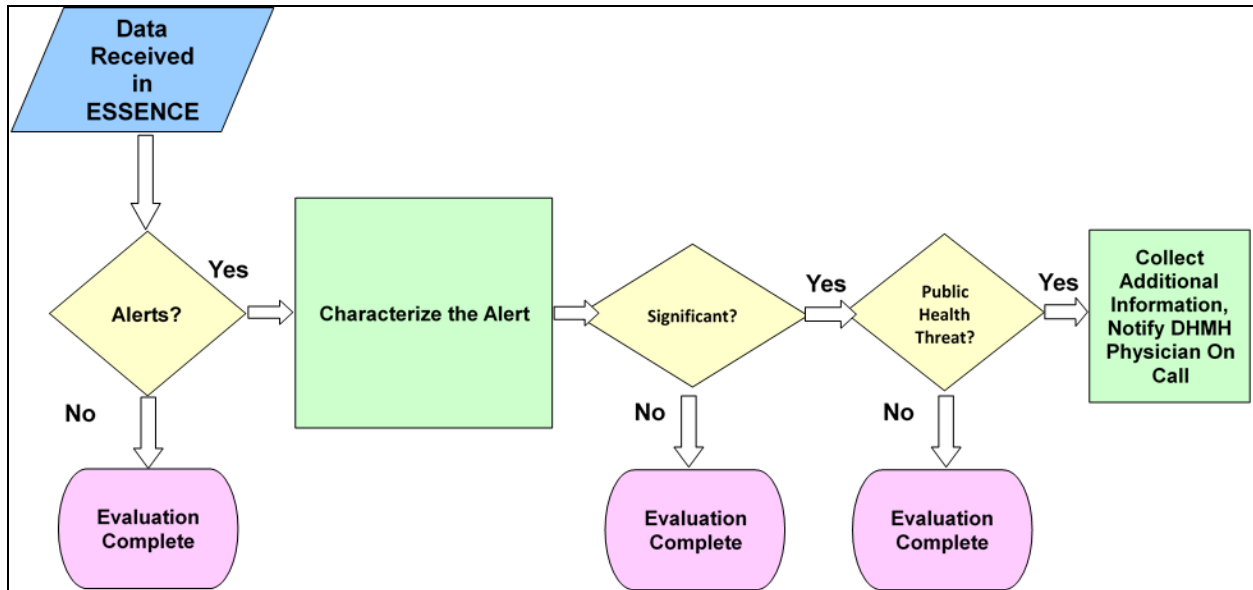 Data
Received
in
ESSENCE
Alerts?
Yes
No
Evaluation
Complete
Characterize the Alert
Significant?
Yes
No
Evaluation
Complete
Public
Health
Threat?
Yes
No
Evaluation
Complete
Collect
Additional
Information,
Notify DHMH
Physician On
Call